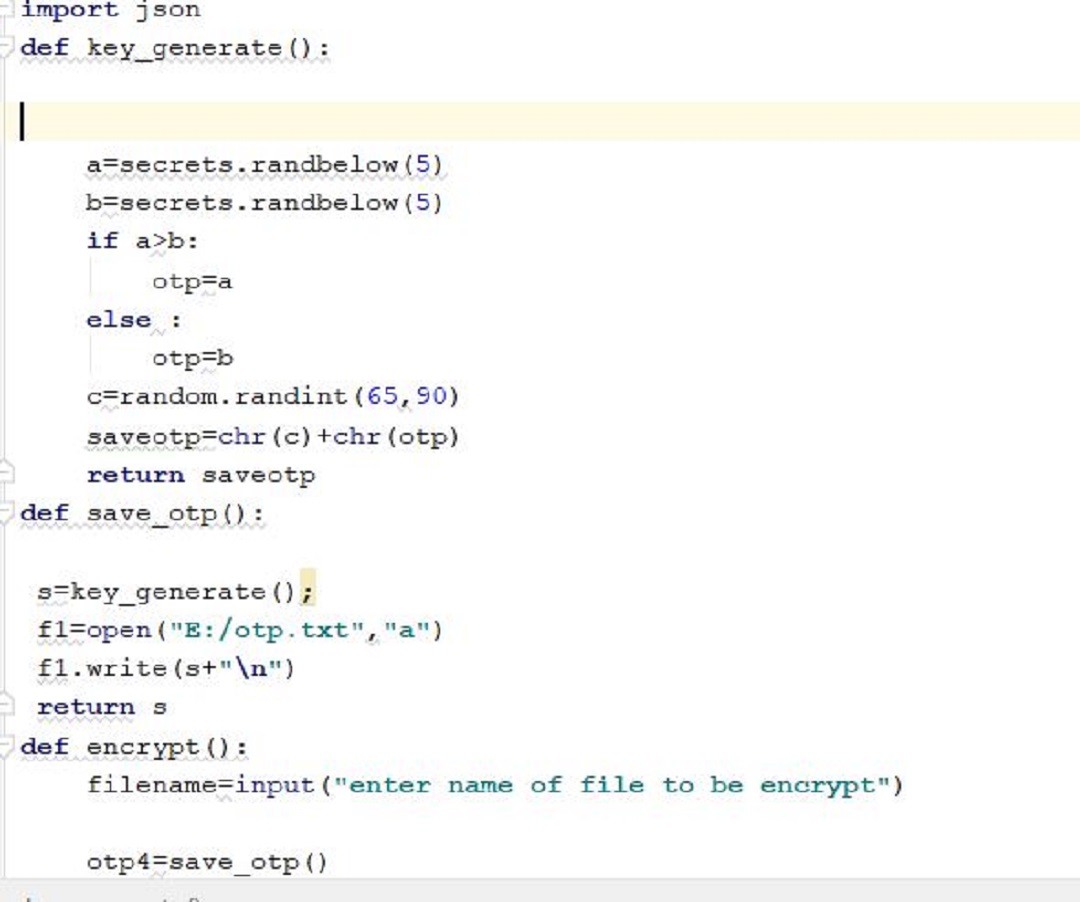 import json
def key_generate():
a=secrets.randbelow(5)
b=secrets.randbelow(5)
if a>b:
otp=a
else :
otp=b
c=random.randint(65,90)
saveotp=chr(c)+chr(otp)
return saveotp
def save_otp():
s=key_generate();
f1=open("E:/otp.txt","a")
f1.write(s+"\n")
return s
def encrypt():
filename=input("enter name of file to be encrypt")
otp4=save_otp()